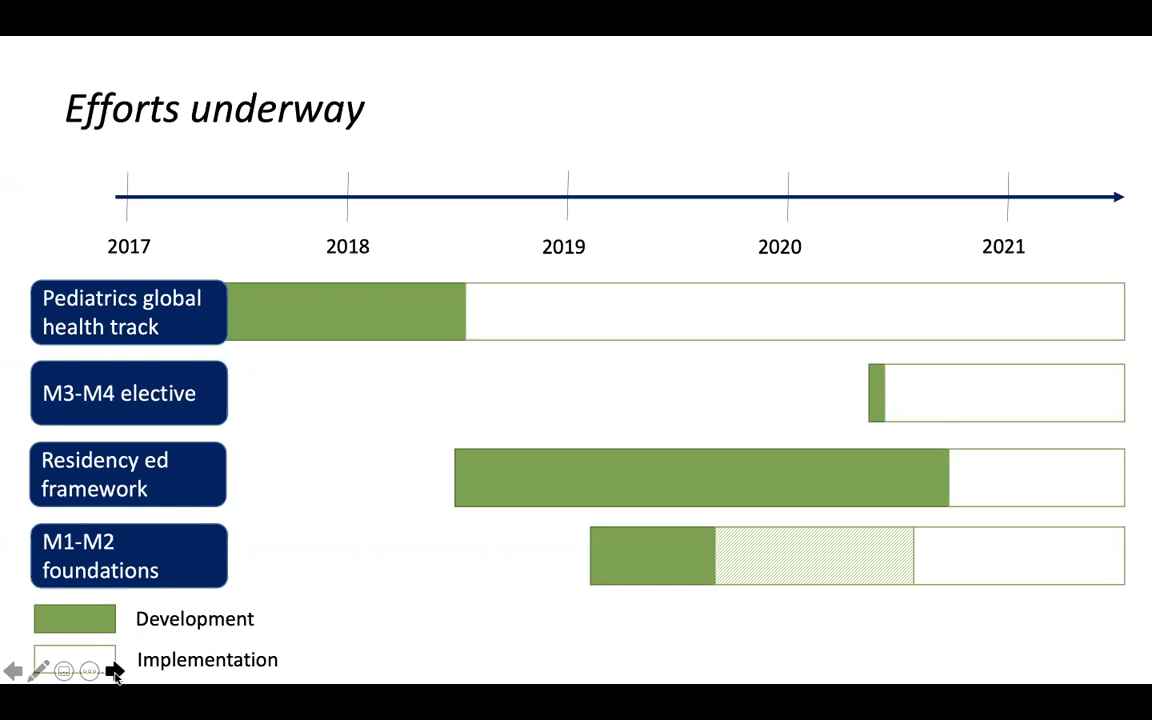 Efforts underway
2017 2018 2019 2020 2021
Pediatrics global
health track
M3-M4 elective
Residency ed
framework
M1-M2
foundations
Development
Implementation